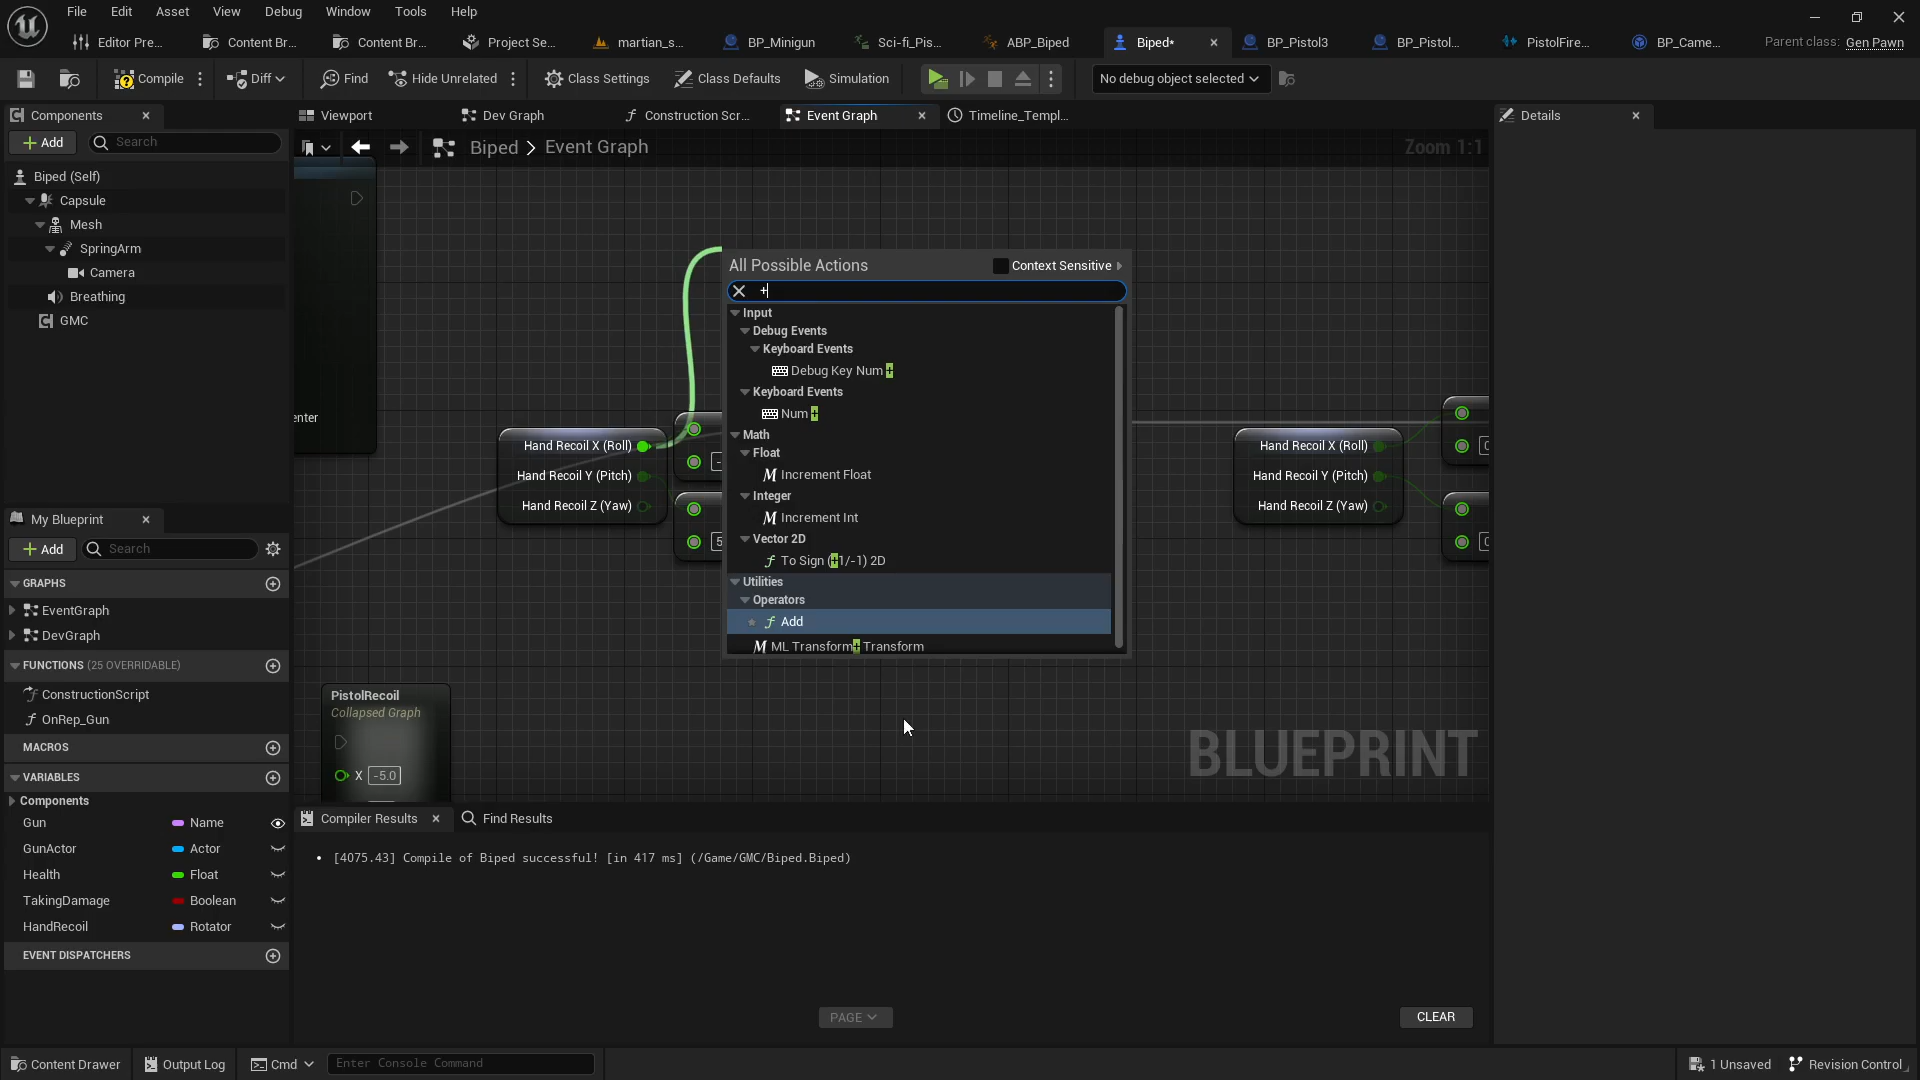 File Edit Asset View Debug Window Tools Help
Editor Pre... Content Br... Content Br... Project Se... martian_s... BP_Minigun Sci-fi_Pis... ABP_Biped Biped* BP_Pistol3 BP_Pistol... PistolFire... BP_Came... Parent class: Gen Pawn
Compile Diff Find Hide Unrelated Class Settings Class Defaults Simulation No debug object selected
Components Viewport Dev Graph Construction Scr... Event Graph Timeline_Templ... Details
Add Search
Biped > Event Graph Zoom 1:1
Biped (Self)
Capsule
Mesh
SpringArm
Camera
Breathing
GMC
All Possible Actions Context Sensitive
+
Input
Debug Events
Keyboard Events
Debug Key Num +
Keyboard Events
Num +
Math
Float
Increment Float
Integer
Increment Int
Vector 2D
To Sign (+1/-1) 2D
Utilities
Operators
Add
ML Transform+Transform
enter
Hand Recoil X (Roll)
Hand Recoil Y (Pitch)
Hand Recoil Z (Yaw)
-
5
Hand Recoil X (Roll)
Hand Recoil Y (Pitch)
Hand Recoil Z (Yaw)
PistolRecoil
Collapsed Graph
X -5.0
BLUEPRINT
My Blueprint
Add Search
GRAPHS
EventGraph
DevGraph
FUNCTIONS (25 OVERRIDABLE)
ConstructionScript
OnRep_Gun
MACROS
VARIABLES
Components
Gun Name
GunActor Actor
Health Float
TakingDamage Boolean
HandRecoil Rotator
EVENT DISPATCHERS
Compiler Results Find Results
• [4075.43] Compile of Biped successful! [in 417 ms] (/Game/GMC/Biped.Biped)
PAGE CLEAR
Content Drawer Output Log Cmd Enter Console Command 1 Unsaved Revision Control